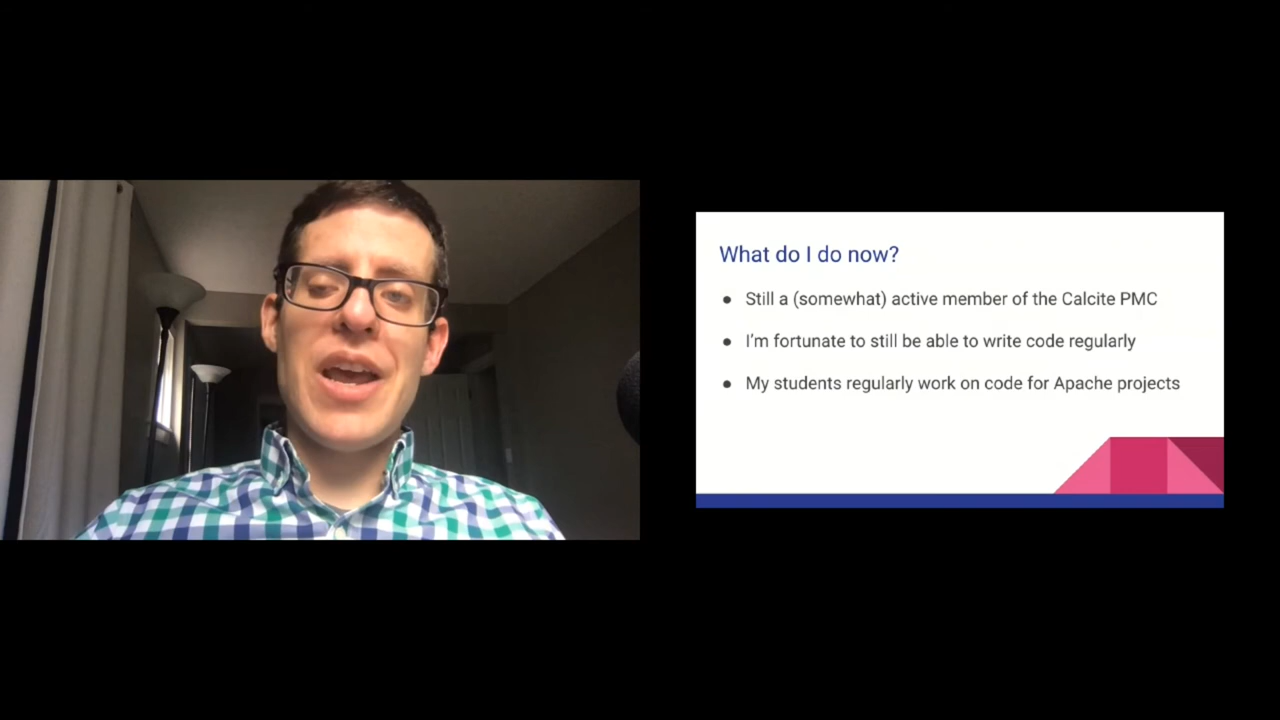 What do I do now?
● Still a (somewhat) active member of the Calcite PMC
● I'm fortunate to still be able to write code regularly
● My students regularly work on code for Apache projects